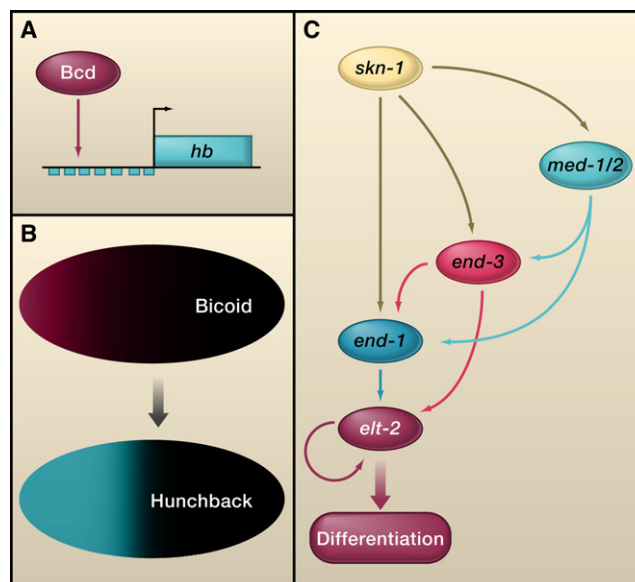 A
Bcd
hb
B
Bicoid
Hunchback
C
skn-1
med-1/2
end-3
end-1
elt-2
Differentiation